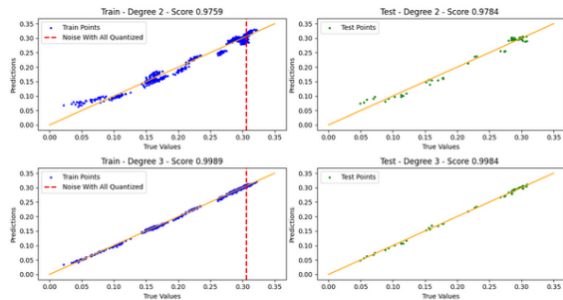 Train - Degree 2 - Score 0.9759
Train Points
Noise With All Quantized
Predictions
0.35
0.30
0.25
0.20
0.15
0.10
0.05
0.00
0.00 0.05 0.10 0.15 0.20 0.25 0.30 0.35
True Values
Test - Degree 2 - Score 0.9784
Test Points
Predictions
0.35
0.30
0.25
0.20
0.15
0.10
0.05
0.00
0.00 0.05 0.10 0.15 0.20 0.25 0.30 0.35
True Values
Train - Degree 3 - Score 0.9989
Train Points
Noise With All Quantized
Predictions
0.35
0.30
0.25
0.20
0.15
0.10
0.05
0.00
0.00 0.05 0.10 0.15 0.20 0.25 0.30 0.35
True Values
Test - Degree 3 - Score 0.9984
Test Points
Predictions
0.35
0.30
0.25
0.20
0.15
0.10
0.05
0.00
0.00 0.05 0.10 0.15 0.20 0.25 0.30 0.35
True Values